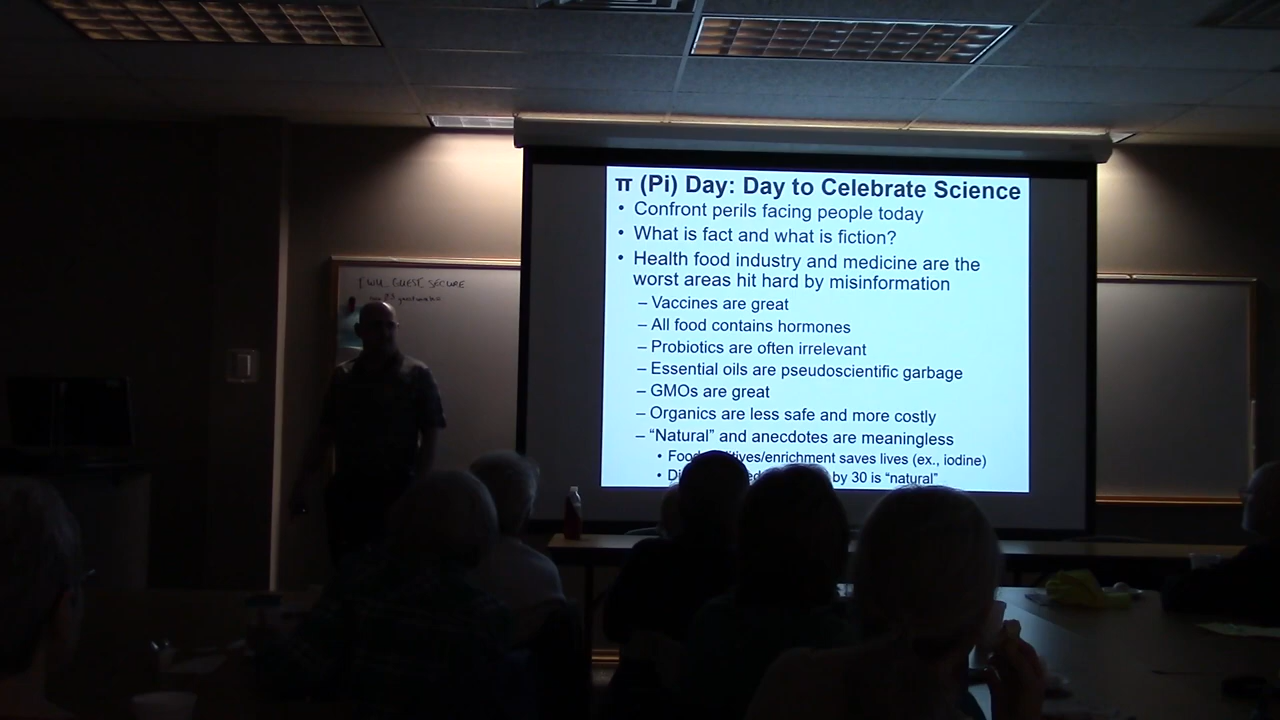 π (Pi) Day: Day to Celebrate Science
• Confront perils facing people today
• What is fact and what is fiction?
• Health food industry and medicine are the
worst areas hit hard by misinformation
– Vaccines are great
– All food contains hormones
– Probiotics are often irrelevant
– Essential oils are pseudoscientific garbage
– GMOs are great
– Organics are less safe and more costly
– “Natural” and anecdotes are meaningless
• Food itives/enrichment saves lives (ex., iodine)
• by 30 is “natural”
I WILL GUEST SECURE